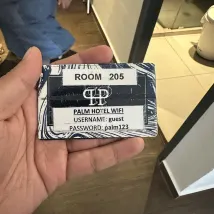 ROOM 205
PALM HOTEL WIFI
USERNAME: guest
PASSWORD: palm123